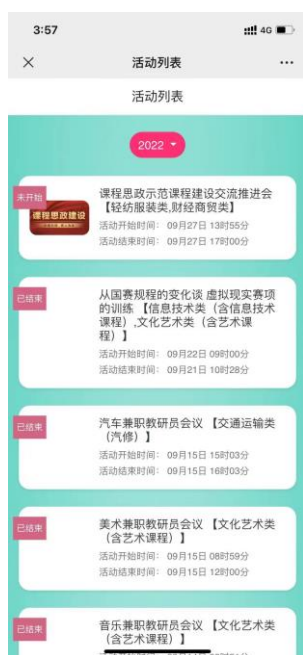 3:57
4G
活动列表
活动列表
2022
未开始
课程思政建设
课程思政示范课程建设交流推进会
【轻纺服装类,财经商贸类】
活动开始时间： 09月27日 13时55分
活动结束时间： 09月27日 17时00分
已结束
从国赛规程的变化谈 虚拟现实赛项
的训练 【信息技术类（含信息技术
课程）,文化艺术类（含艺术课
程）】
活动开始时间： 09月22日 09时00分
活动结束时间： 09月21日 10时28分
已结束
汽车兼职教研员会议 【交通运输类
（汽修）】
活动开始时间： 09月15日 15时03分
活动结束时间： 09月15日 16时03分
已结束
美术兼职教研员会议 【文化艺术类
（含艺术课程）】
活动开始时间： 09月15日 08时59分
活动结束时间： 09月15日 12时00分
已结束
音乐兼职教研员会议 【文化艺术类
（含艺术课程）】